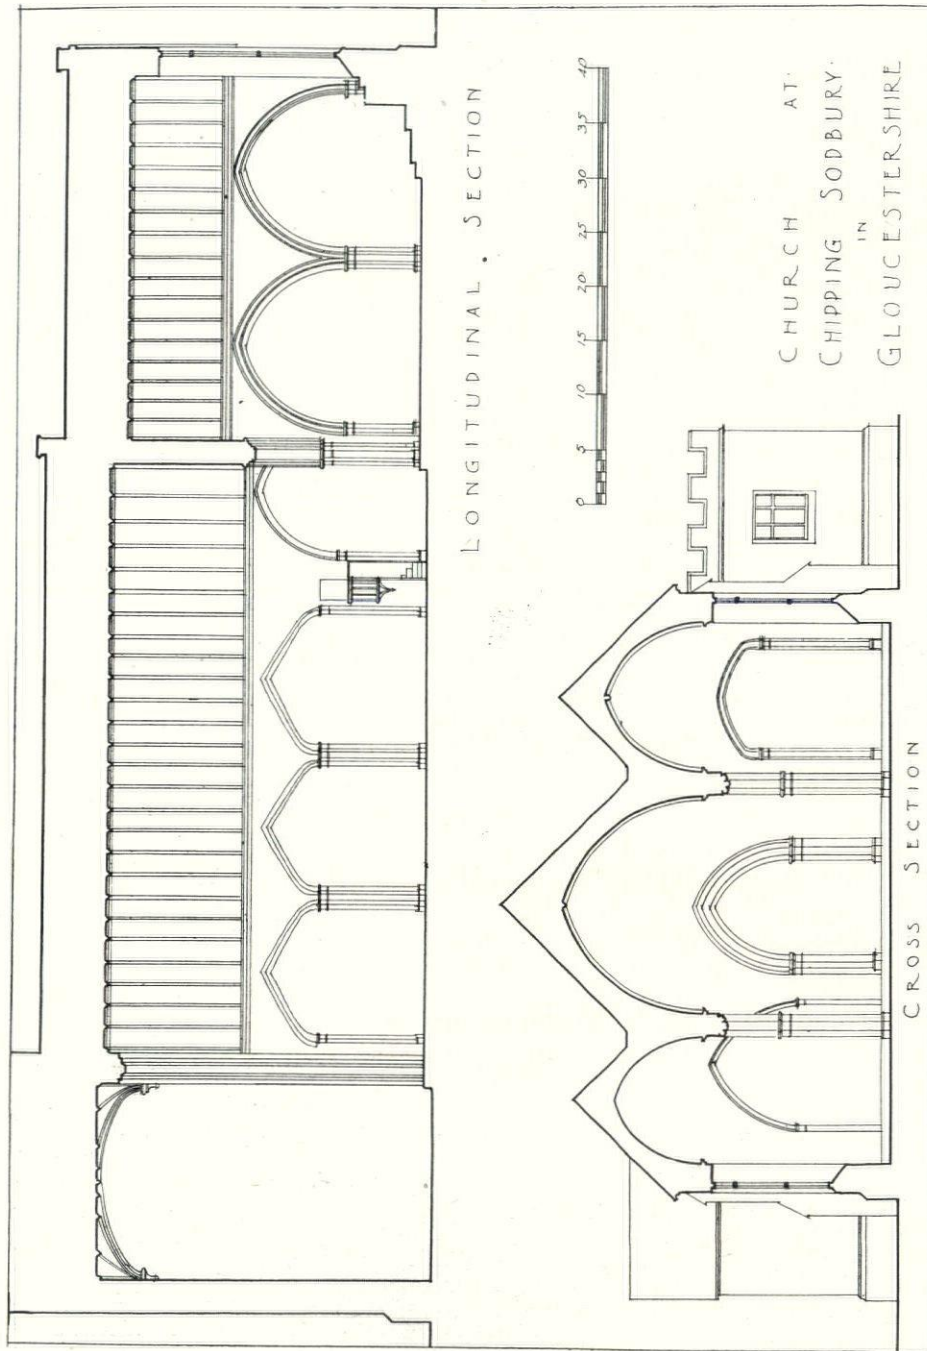 LONGITUDINAL . SECTION
0 5 10 15 20 25 30 35 40
CHURCH AT.
CHIPPING SODBURY.
IN
GLOUCESTERSHIRE
CROSS SECTION